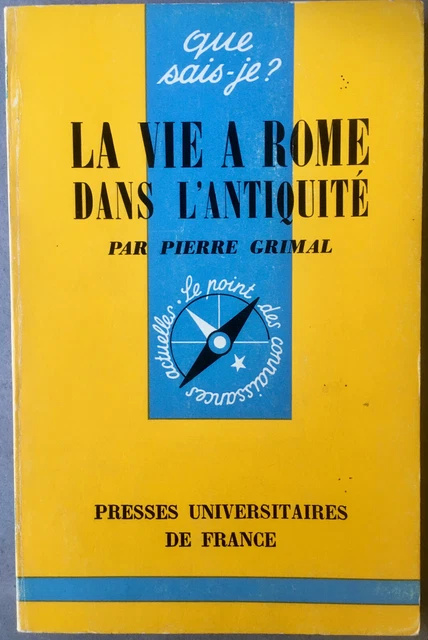 que
sais-je?
LA VIE A ROME
DANS L'ANTIQUITÉ
PAR PIERRE GRIMAL
Le point des connaissances actuelles.
PRESSES UNIVERSITAIRES
DE FRANCE